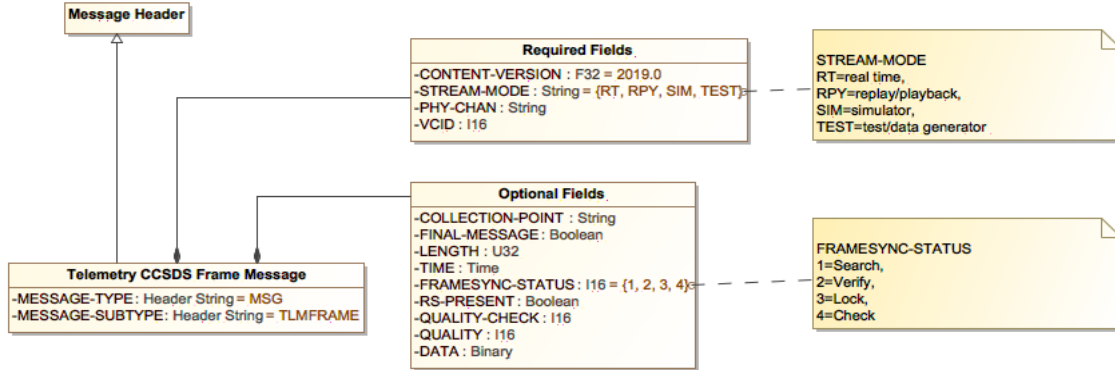 Message Header
Required Fields
-CONTENT-VERSION : F32 = 2019.0
-STREAM-MODE : String = {RT, RPY, SIM, TEST}
-PHY-CHAN : String
-VCID : I16
STREAM-MODE
RT=real time,
RPY=replay/playback,
SIM=simulator,
TEST=test/data generator
Optional Fields
-COLLECTION-POINT : String
-FINAL-MESSAGE : Boolean
-LENGTH : U32
-TIME : Time
-FRAMESYNC-STATUS : I16 = {1, 2, 3, 4}
-RS-PRESENT : Boolean
-QUALITY-CHECK : I16
-QUALITY : I16
-DATA : Binary
FRAMESYNC-STATUS
1=Search,
2=Verify,
3=Lock,
4=Check
Telemetry CCSDS Frame Message
-MESSAGE-TYPE : Header String = MSG
-MESSAGE-SUBTYPE : Header String = TLMFRAME